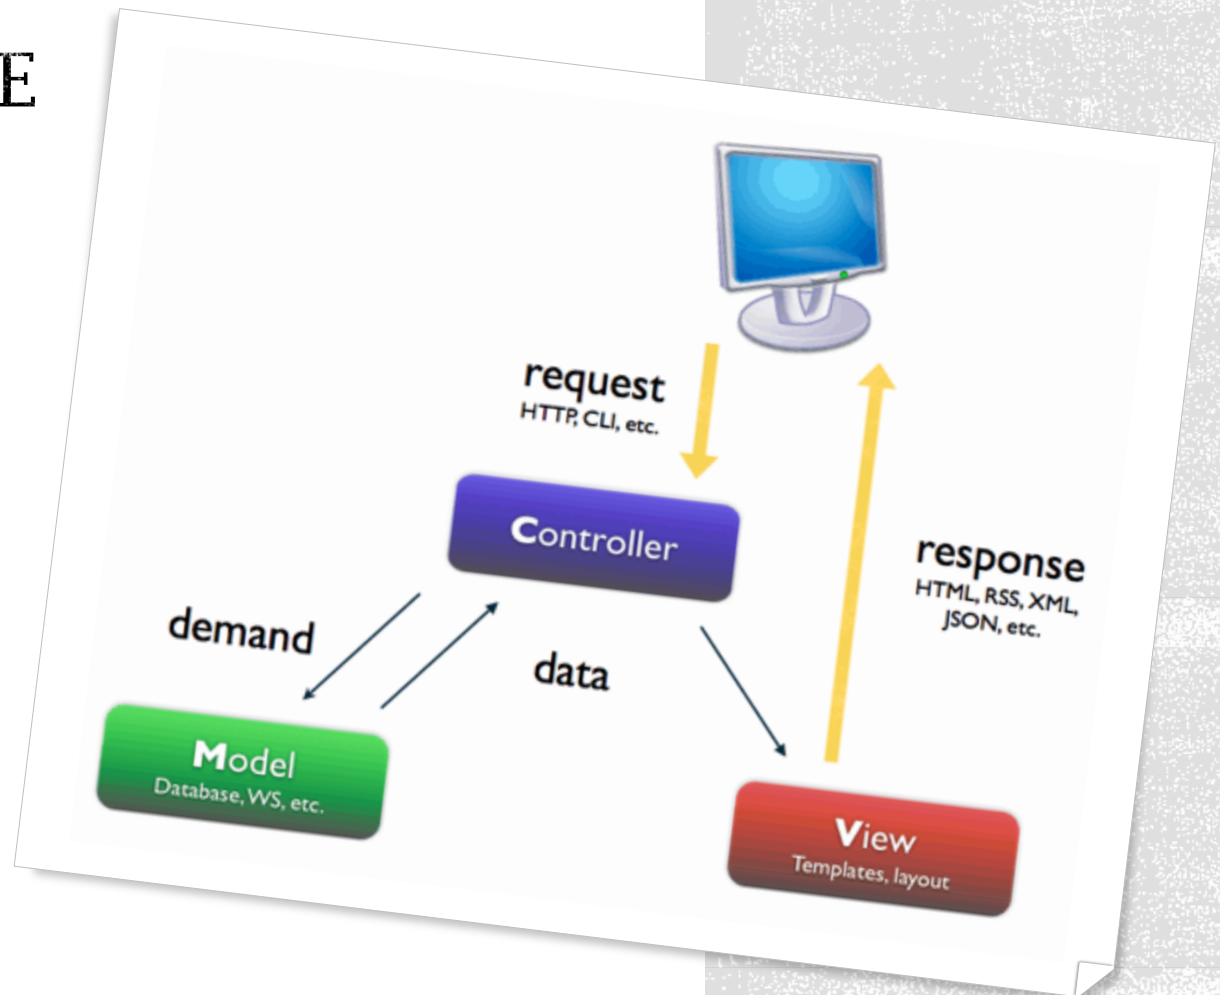 E
request
HTTP, CLI, etc.
Controller
response
HTML, RSS, XML,
JSON, etc.
demand
data
Model
Database, WS, etc.
View
Templates, layout